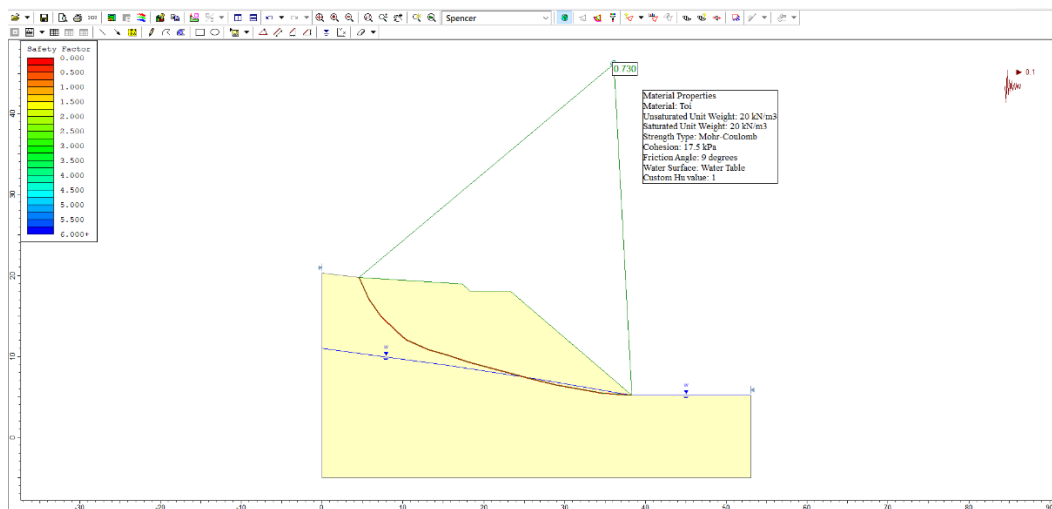 Spencer
Safety Factor
0.000
0.500
1.000
1.500
2.000
2.500
3.000
3.500
4.000
4.500
5.000
5.500
6.000+
0.730
0.1
Material Properties
Material: Toi
Unsaturated Unit Weight: 20 kN/m3
Saturated Unit Weight: 20 kN/m3
Strength Type: Mohr-Coulomb
Cohesion: 17.5 kPa
Friction Angle: 9 degrees
Water Surface: Water Table
Custom Hu value: 1
40
30
20
10
0
-30 -20 -10 0 10 20 30 40 50 60 70 80 90